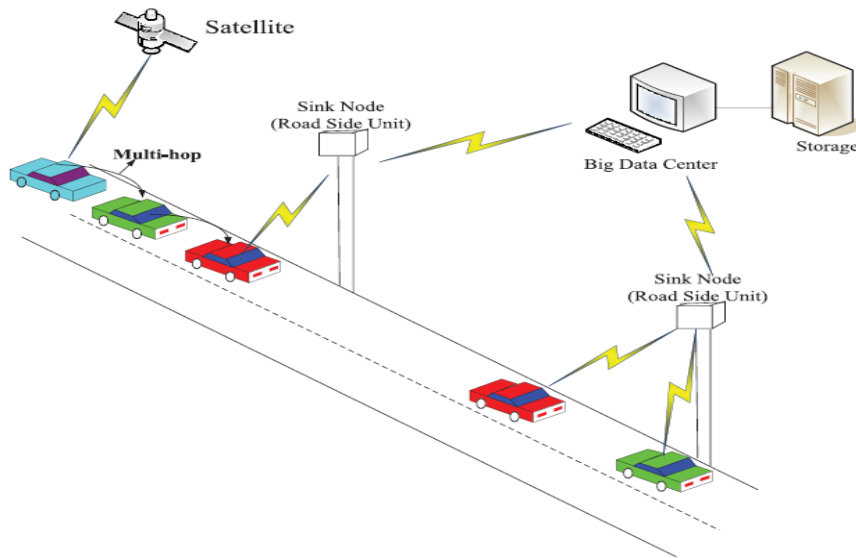 Satellite
Sink Node
(Road Side Unit)
Multi-hop
Big Data Center
Storage
Sink Node
(Road Side Unit)